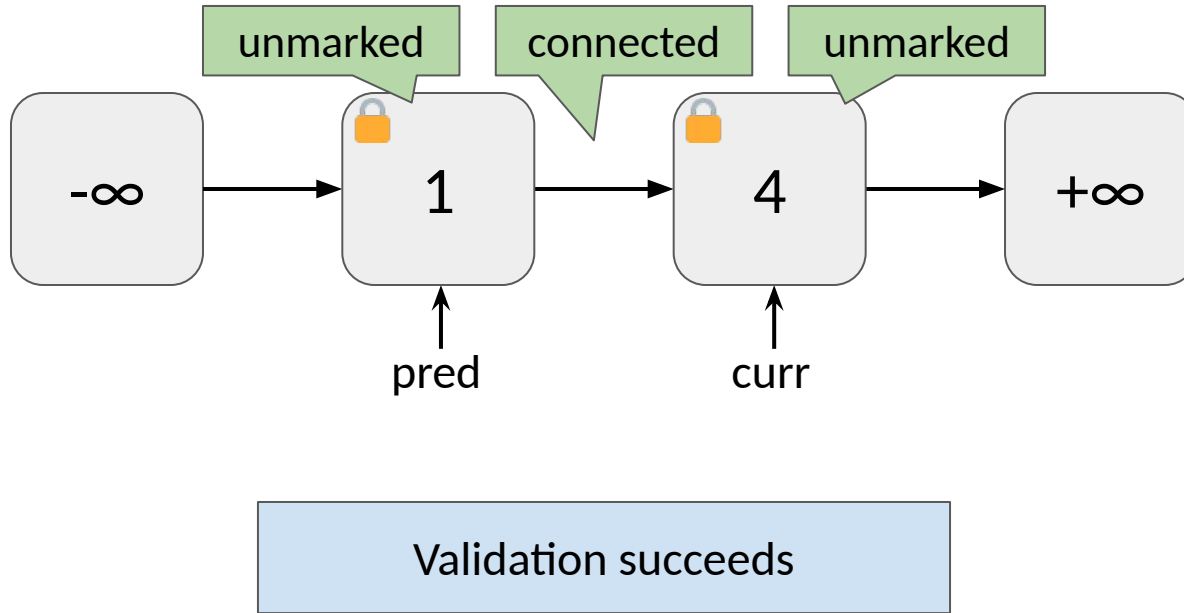 unmarked
connected
unmarked
-∞
1
4
+∞
pred
curr
Validation succeeds